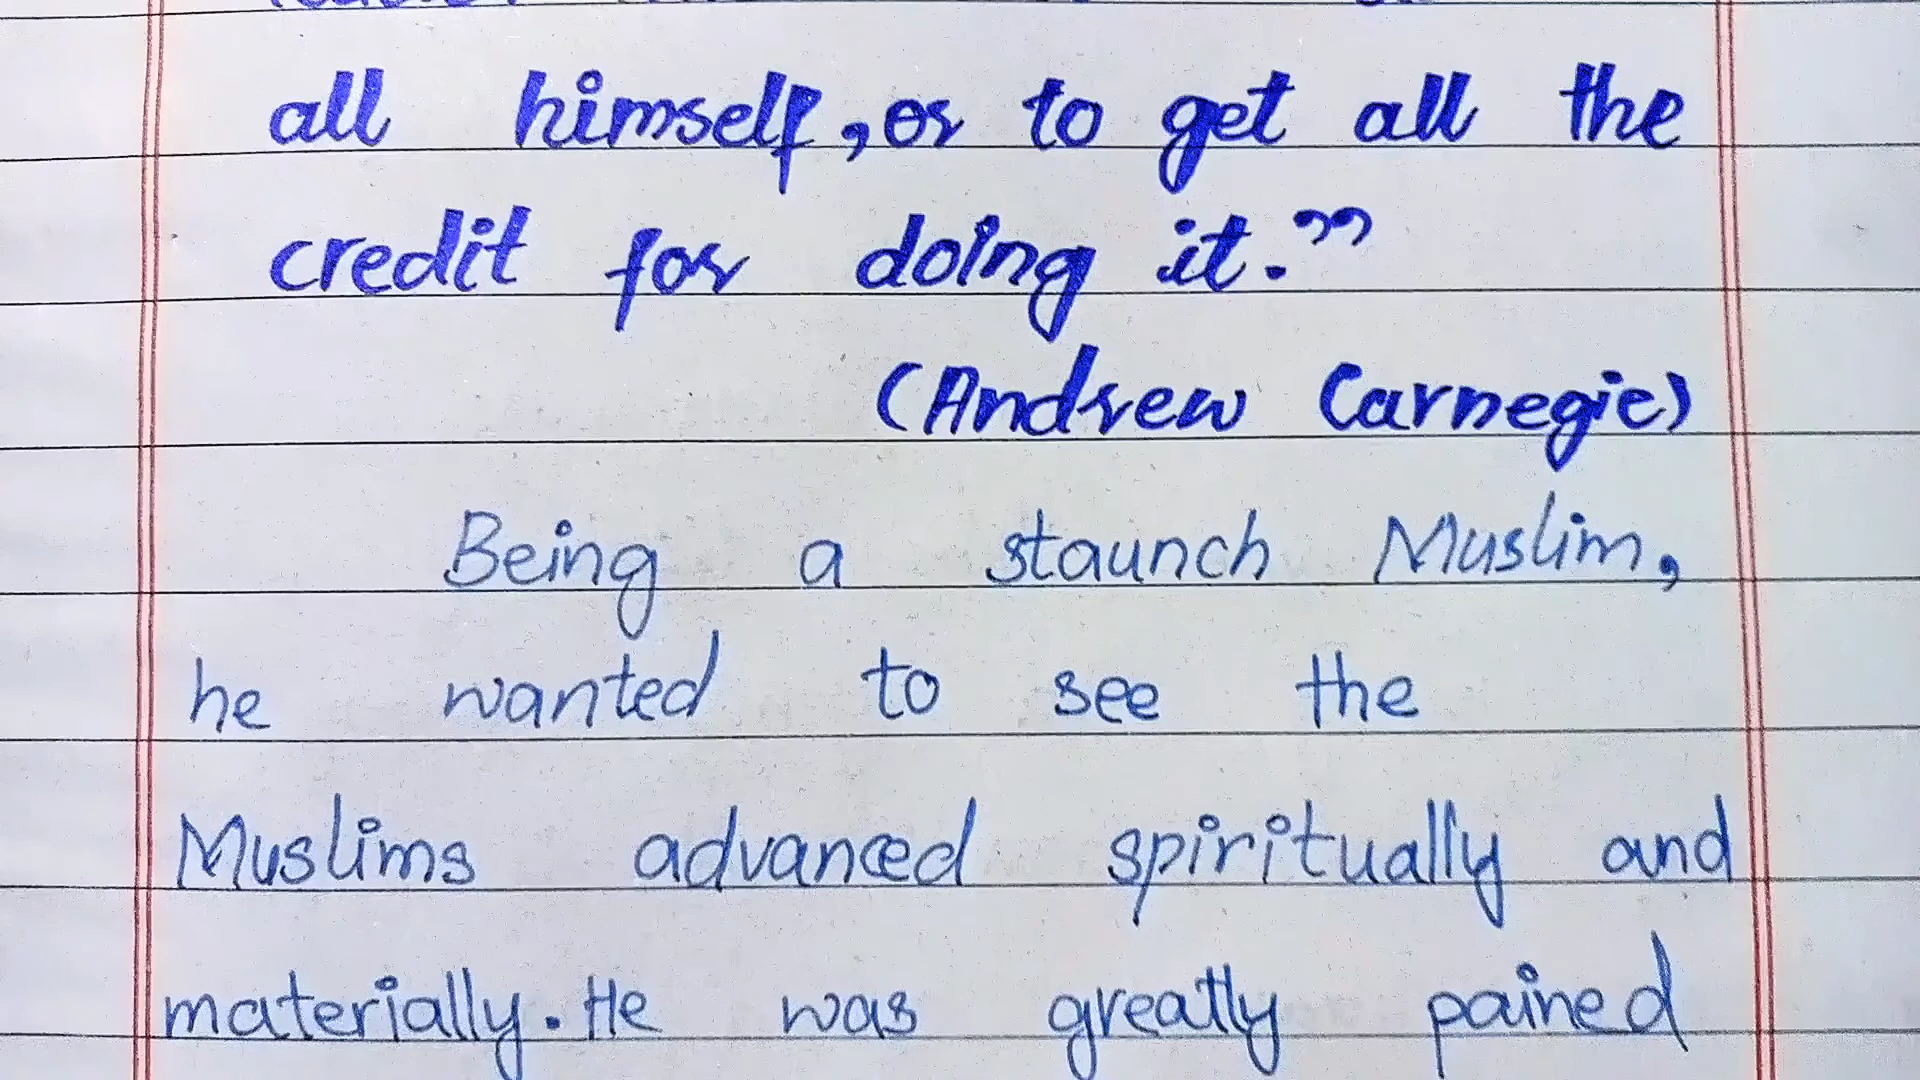 all himself, or to get all the
credit for doing it.”
(Andrew Carnegie)
Being a staunch Muslim,
he wanted to see the
Muslims advanced spiritually and
materially. He was greatly pained